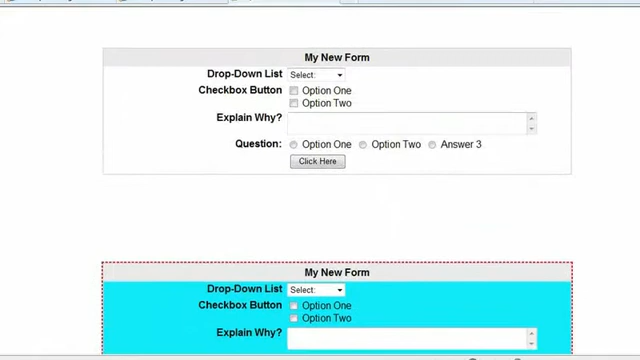 My New Form
Drop-Down List Select:
Checkbox Button Option One
Option Two
Explain Why?
Question: Option One Option Two Answer 3
Click Here
My New Form
Drop-Down List Select:
Checkbox Button Option One
Option Two
Explain Why?